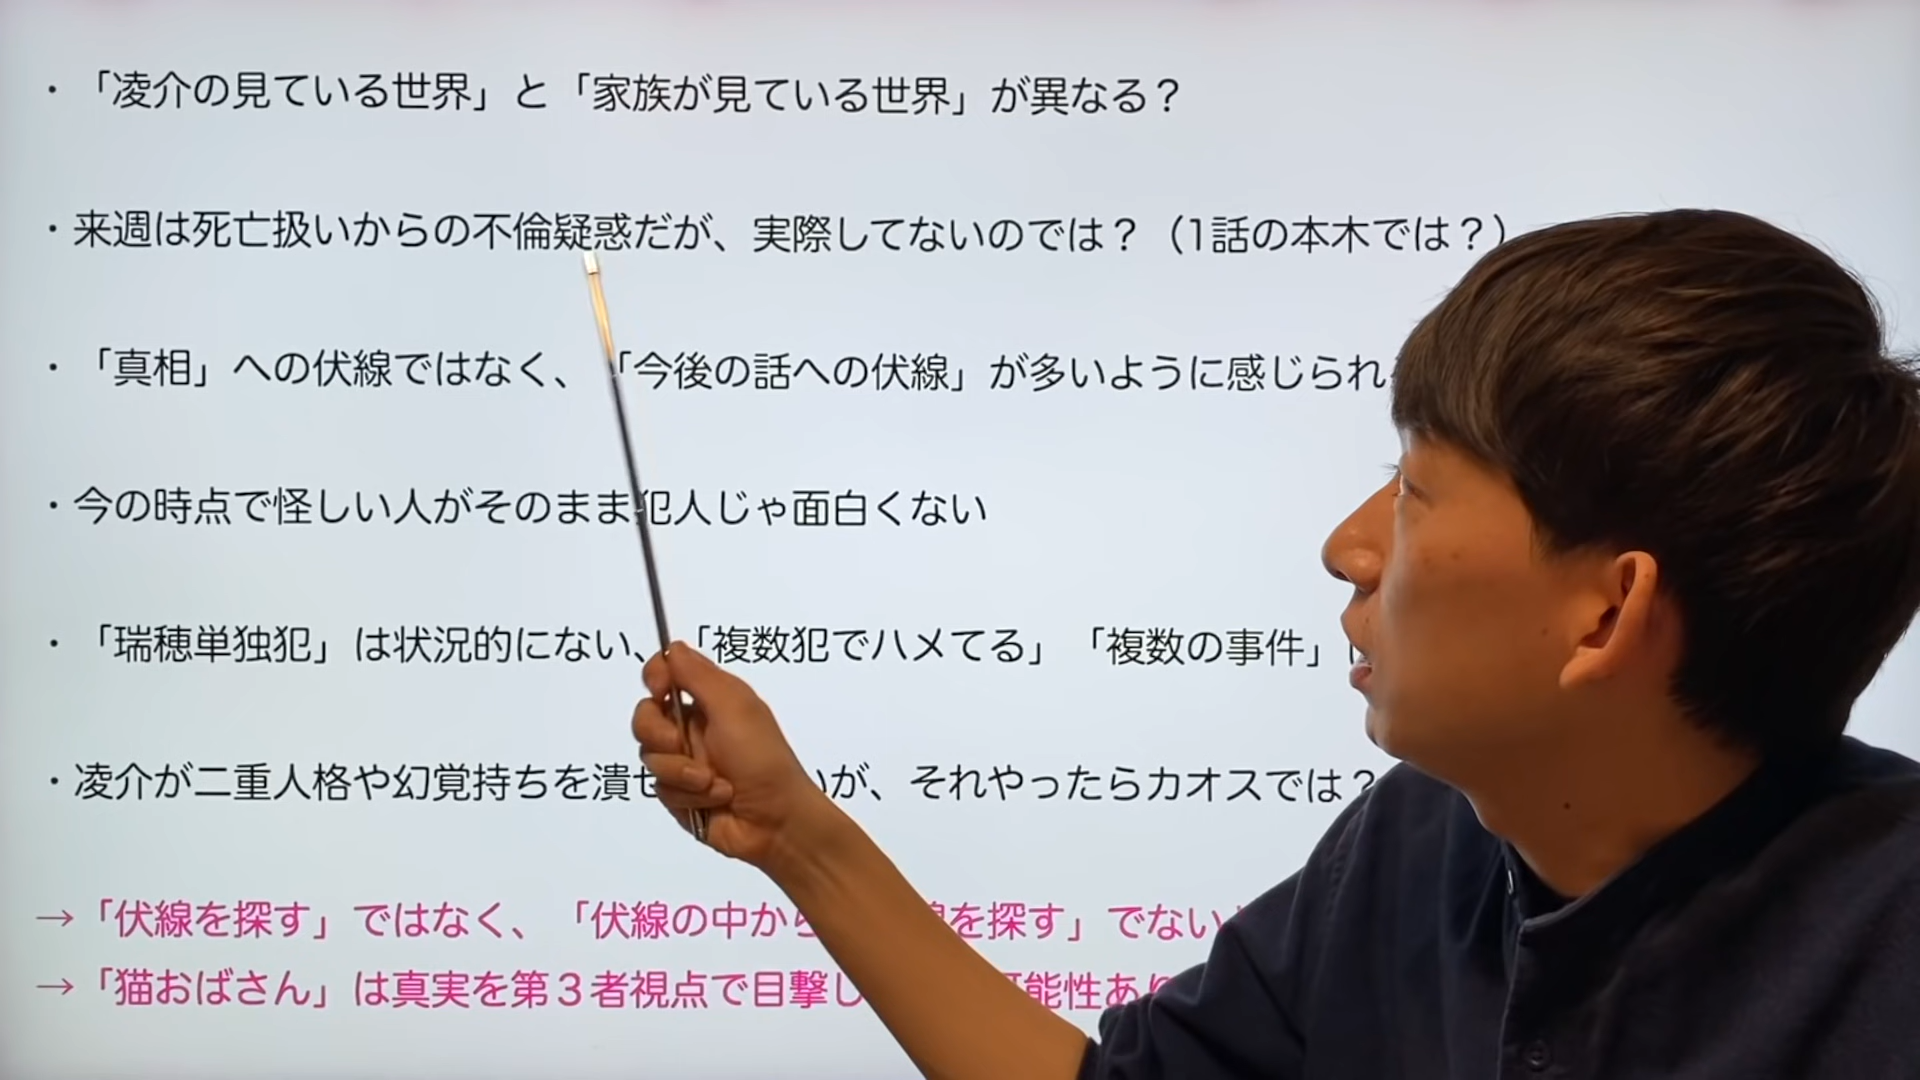 ・「凌介の見ている世界」と「家族が見ている世界」が異なる？
・来週は死亡扱いからの不倫疑惑だが、実際してないのでは？（1話の本木では？）
・「真相」への伏線ではなく、「今後の話への伏線」が多いように感じられ
・今の時点で怪しい人がそのまま犯人じゃ面白くない
・「瑞穂単独犯」は状況的にない、「複数犯でハメてる」「複数の事件」
・凌介が二重人格や幻覚持ちを潰せ が、それやったらカオスでは？
→「伏線を探す」ではなく、「伏線の中から を探す」でない
→「猫おばさん」は真実を第３者視点で目撃し 可能性あり